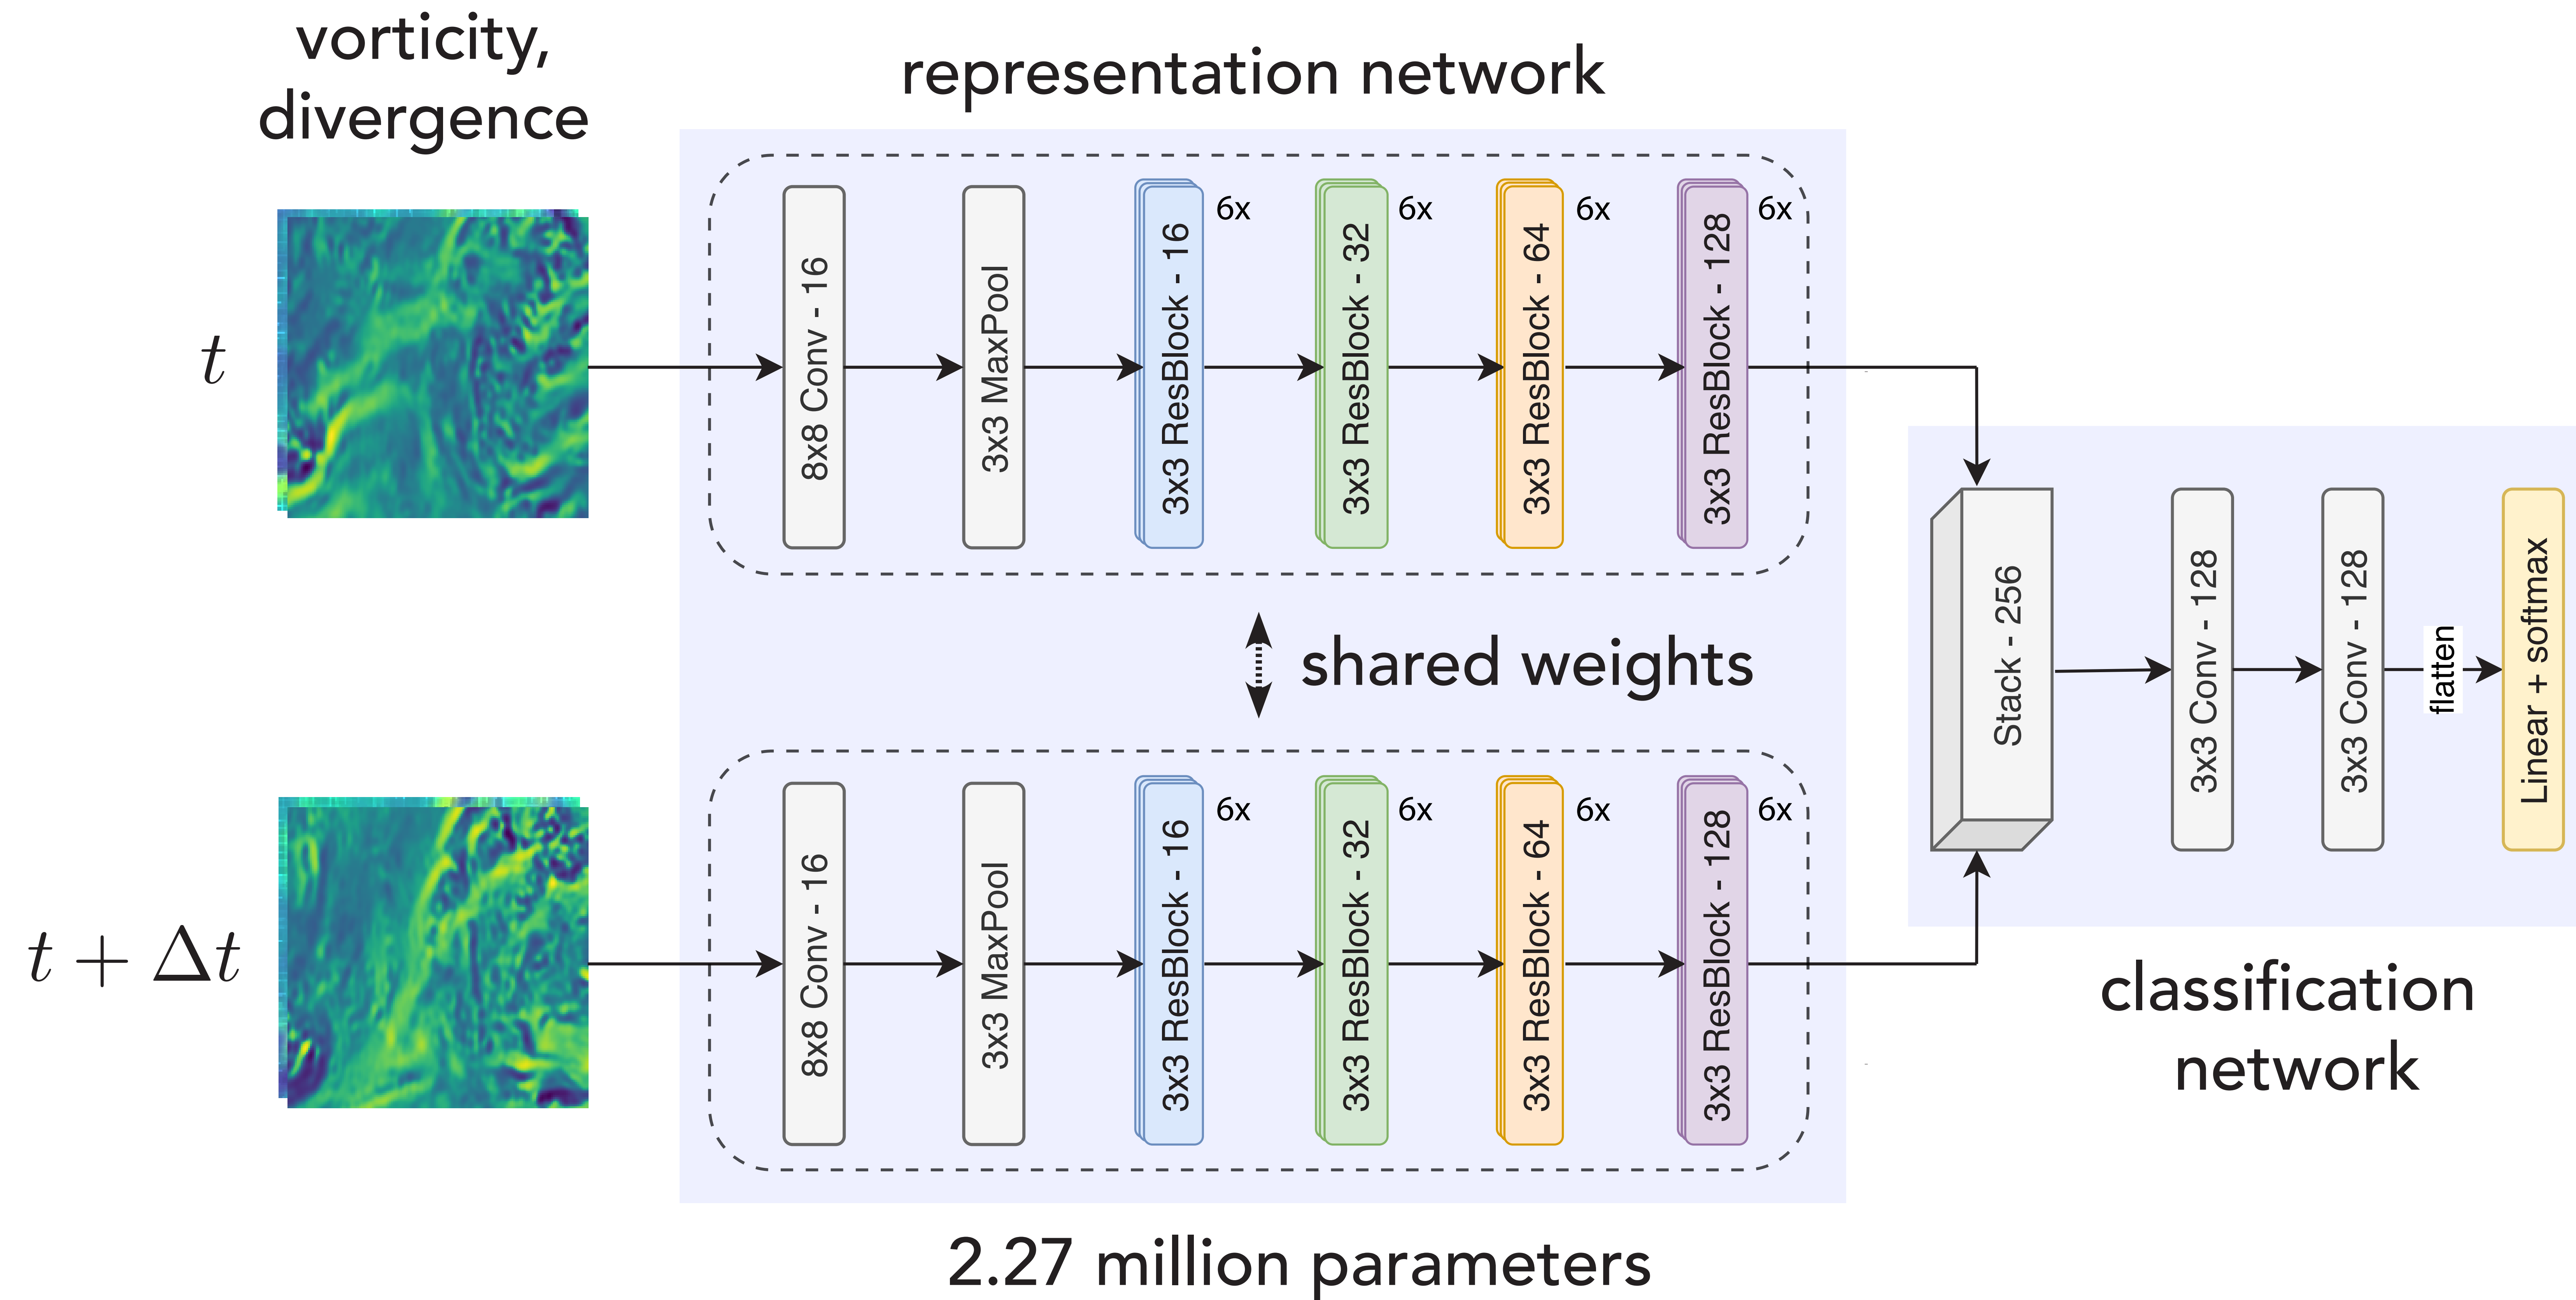 vorticity,
divergence
representation network
t
8x8 Conv - 16
3x3 MaxPool
3x3 ResBlock - 16
6x
3x3 ResBlock - 32
6x
3x3 ResBlock - 64
6x
3x3 ResBlock - 128
6x
shared weights
t + Δt
8x8 Conv - 16
3x3 MaxPool
3x3 ResBlock - 16
6x
3x3 ResBlock - 32
6x
3x3 ResBlock - 64
6x
3x3 ResBlock - 128
6x
2.27 million parameters
Stack - 256
3x3 Conv - 128
3x3 Conv - 128
flatten
Linear + softmax
classification
network